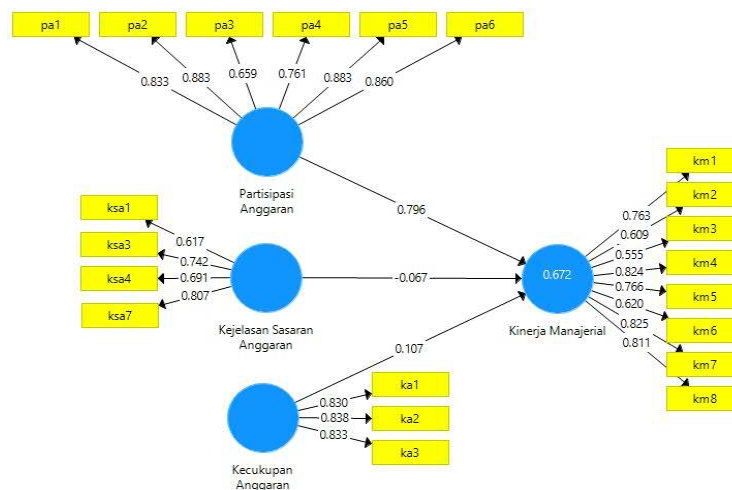 pa1 pa2 pa3 pa4 pa5 pa6
0.833 0.883 0.659 0.761 0.883 0.860
Partisipasi
Anggaran
0.796
ksa1
ksa3
ksa4
ksa7
0.617
0.742
0.691
0.807
Kejelasan Sasaran
Anggaran
-0.067
0.672
Kinerja Manajerial
km1
km2
km3
km4
km5
km6
km7
km8
0.763
0.609
0.555
0.824
0.766
0.620
0.825
0.811
0.107
Kecukupan
Anggaran
0.830
0.838
0.833
ka1
ka2
ka3